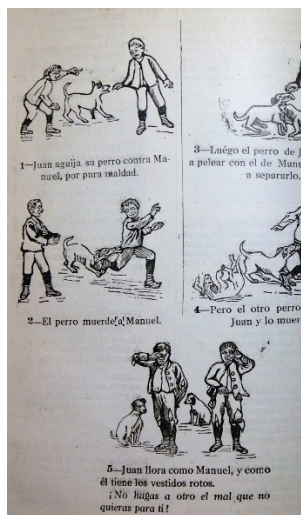 1—Juan aguija su perro contra Ma-
nuel, por pura maldad.
2—El perro muerde a Manuel.
3—Luégo el perro de
a pelear con el de
a separarlo.
4—Pero el otro perro
Juan y lo
5—Juan llora como Manuel, y como
él tiene los vestidos rotos.
¡No hagas a otro el mal que no
quieras para ti!